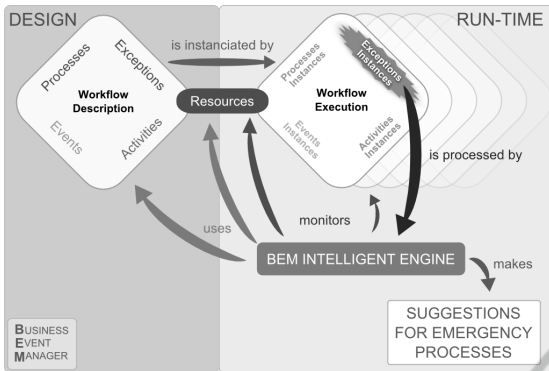 DESIGN
RUN-TIME
Processes
Exceptions
Workflow
Description
Events
Activities
is instanciated by
Resources
Processes
Instances
Exceptions
Instances
Workflow
Execution
Events
Instances
Activities
Instances
is processed by
uses
monitors
BEM INTELLIGENT ENGINE
makes
SUGGESTIONS
FOR EMERGENCY
PROCESSES
BUSINESS
EVENT
MANAGER